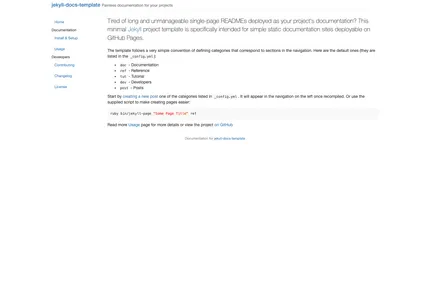 jekyll-docs-template Painless documentation for your projects
Home
Documentation
Install & Setup
Usage
Developers
Contributing
Changelog
License
Tired of long and unmanageable single-page READMEs deployed as your project's documentation? This
minimal Jekyll project template is specifically intended for simple static documentation sites deployable on
GitHub Pages.
The template follows a very simple convention of defining categories that correspond to sections in the navigation. Here are the default ones (they are
listed in the _config.yml):
doc - Documentation
ref - Reference
tut - Tutorial
dev - Developers
post - Posts
Start by creating a new post one of the categories listed in _config.yml. It will appear in the navigation on the left once recompiled. Or use the
supplied script to make creating pages easier:
ruby bin/jekyll-page "Some Page Title" ref
Read more usage page for more details or view the project on GitHub
Documentation for jekyll-docs-template